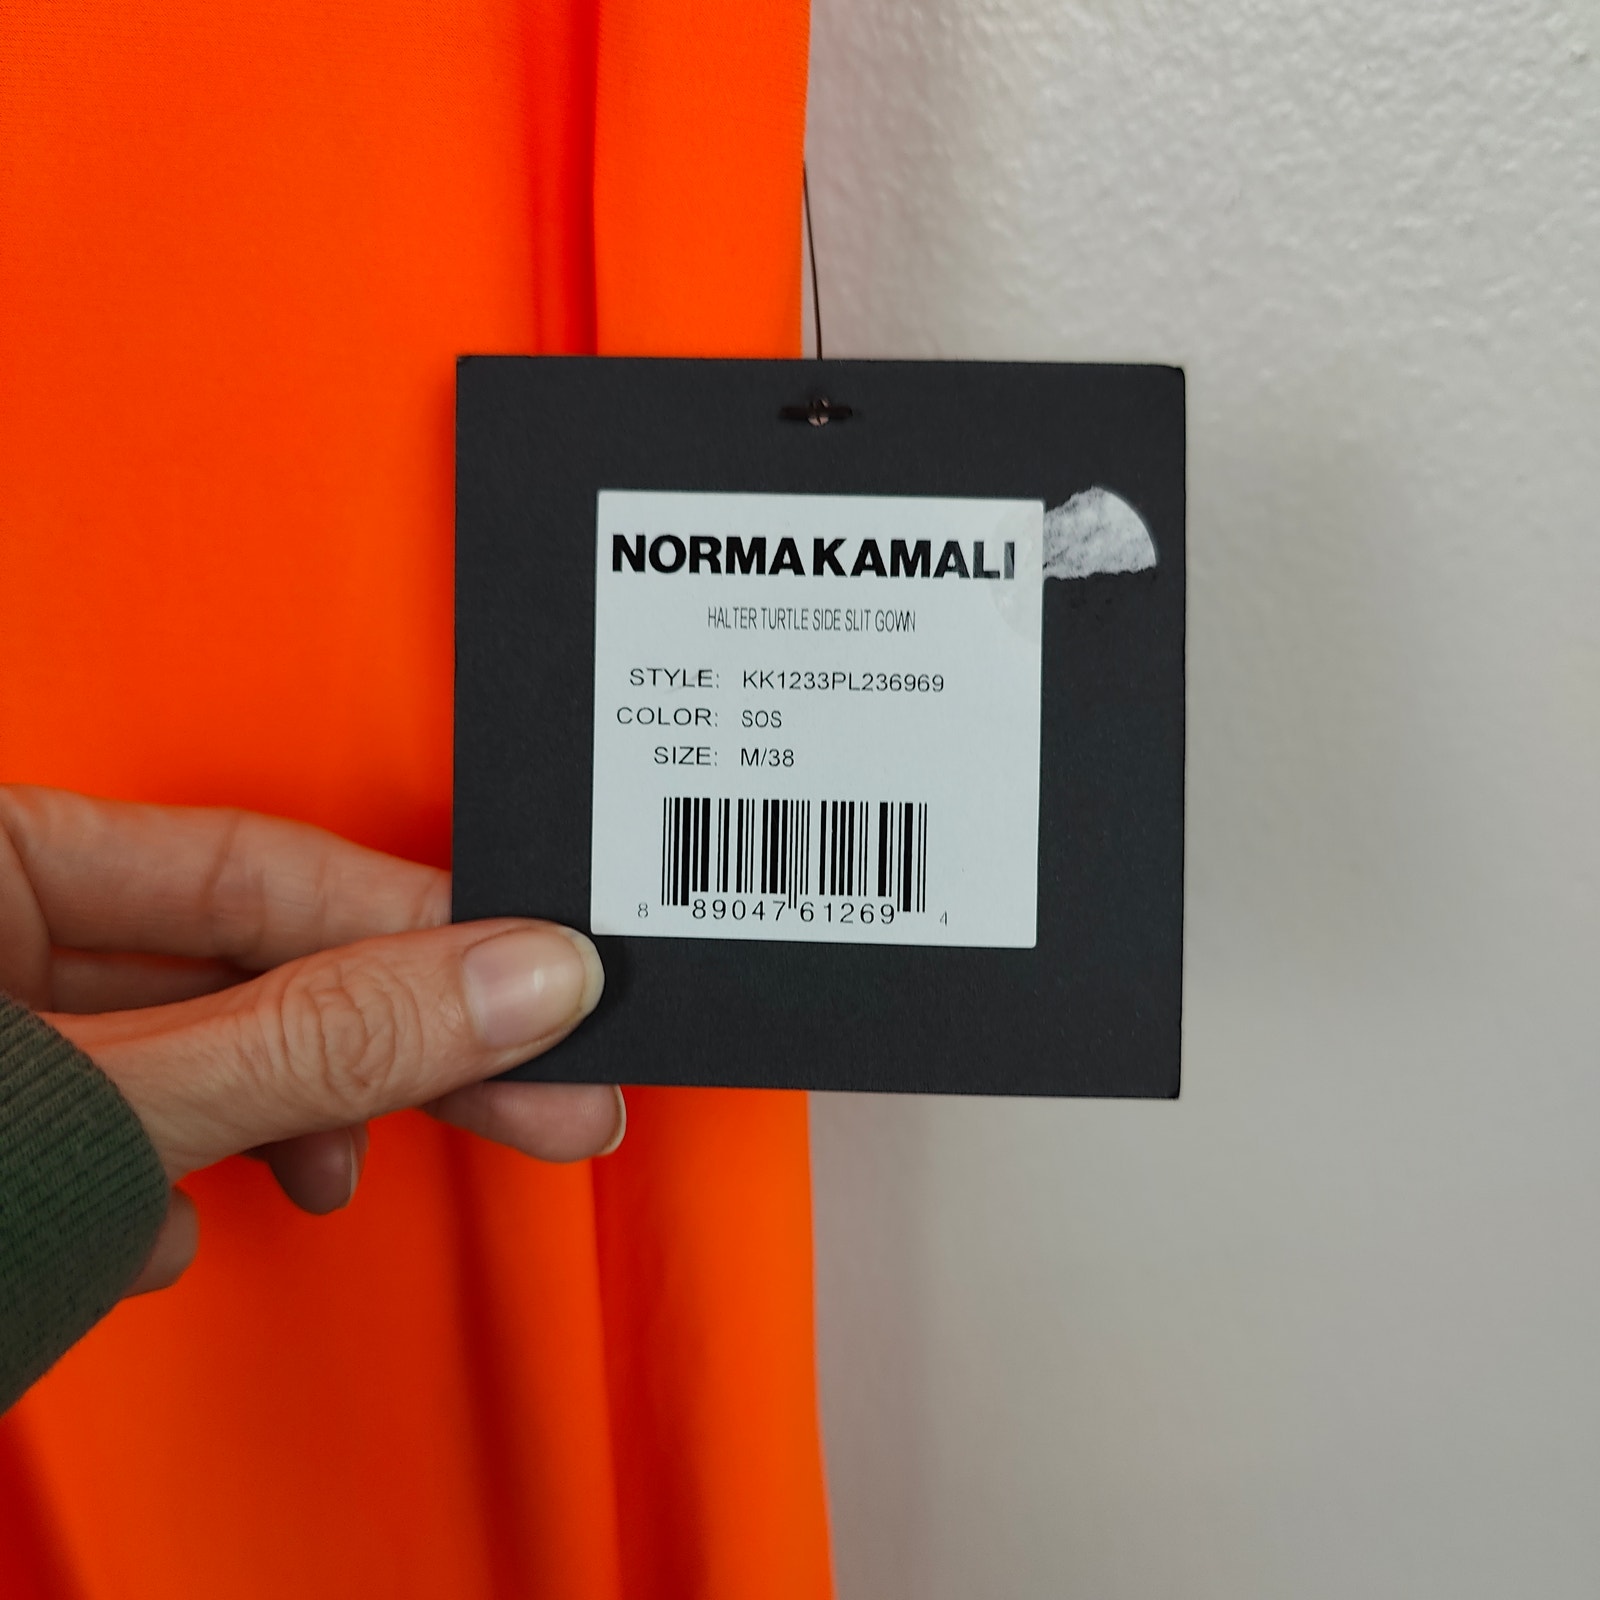 NORMA KAMALI
HALTER TURTLE SIDE SLIT GOWN
STYLE: KK1233PL236969
COLOR: SOS
SIZE: M/38
8 89047 61269 4